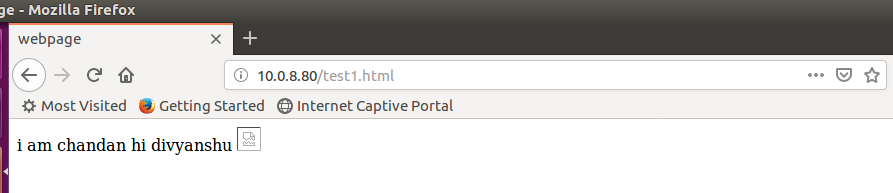 ge - Mozilla Firefox
webpage
10.0.8.80/test1.html
Most Visited Getting Started Internet Captive Portal
i am chandan hi divyanshu